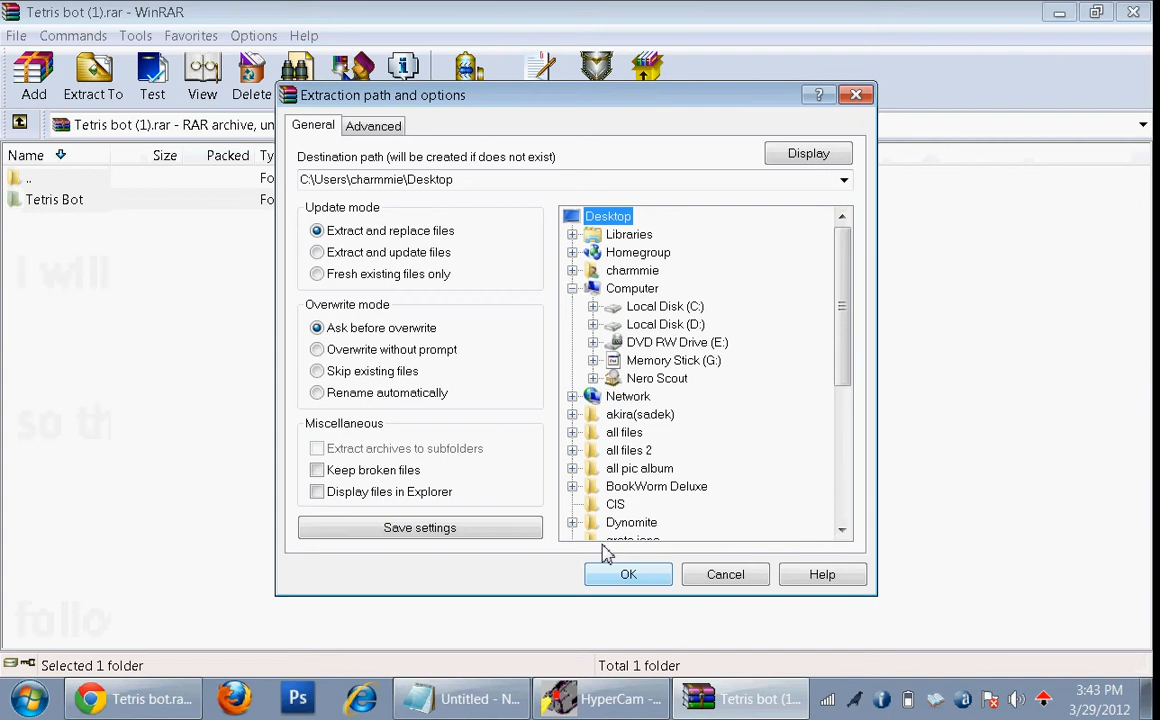 Tetris bot (1).rar - WinRAR
File Commands Tools Favorites Options Help
Add Extract To Test View Delete
Tetris bot (1).rar - RAR archive, un
Name Size Packed Ty
..  Fo
Tetris Bot Fo
I will
so th
follo
Extraction path and options
General Advanced
Destination path (will be created if does not exist) Display
C:\Users\charmmie\Desktop
Update mode
Extract and replace files
Extract and update files
Fresh existing files only
Overwrite mode
Ask before overwrite
Overwrite without prompt
Skip existing files
Rename automatically
Miscellaneous
Extract archives to subfolders
Keep broken files
Display files in Explorer
Save settings
Desktop
Libraries
Homegroup
charmmie
Computer
Local Disk (C:)
Local Disk (D:)
DVD RW Drive (E:)
Memory Stick (G:)
Nero Scout
Network
akira(sadek)
all files
all files 2
all pic album
BookWorm Deluxe
CIS
Dynomite
OK Cancel Help
Selected 1 folder Total 1 folder
Tetris bot.ra... Ps Untitled - N... HyperCam - ... Tetris bot (1... 3:43 PM
3/29/2012